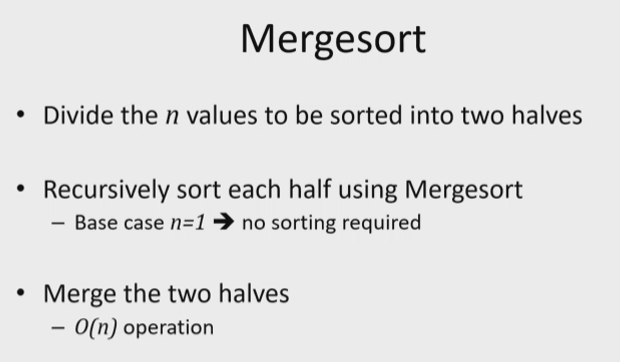 Mergesort
• Divide the n values to be sorted into two halves
• Recursively sort each half using Mergesort
– Base case n=1 ➔ no sorting required
• Merge the two halves
– O(n) operation